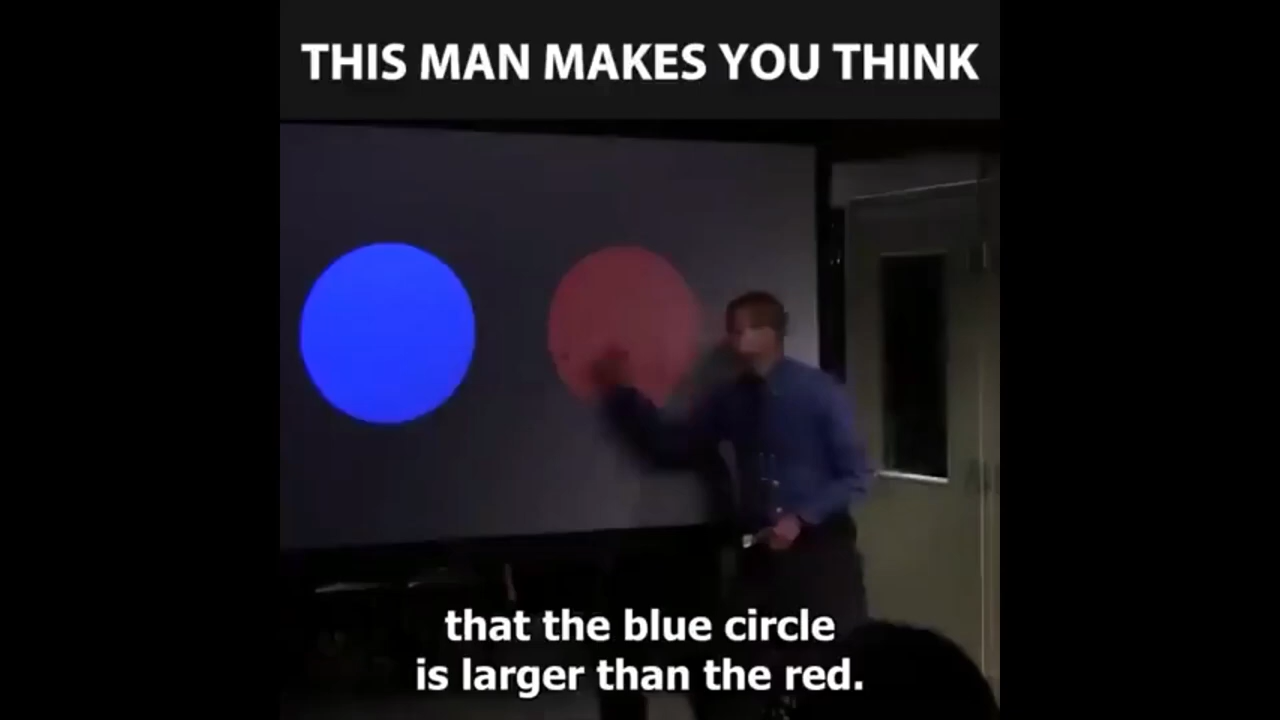 THIS MAN MAKES YOU THINK
that the blue circle
is larger than the red.